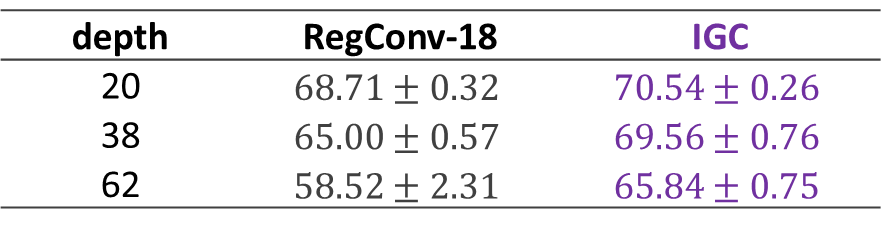 depth RegConv-18 IGC
20 68.71 ± 0.32 70.54 ± 0.26
38 65.00 ± 0.57 69.56 ± 0.76
62 58.52 ± 2.31 65.84 ± 0.75